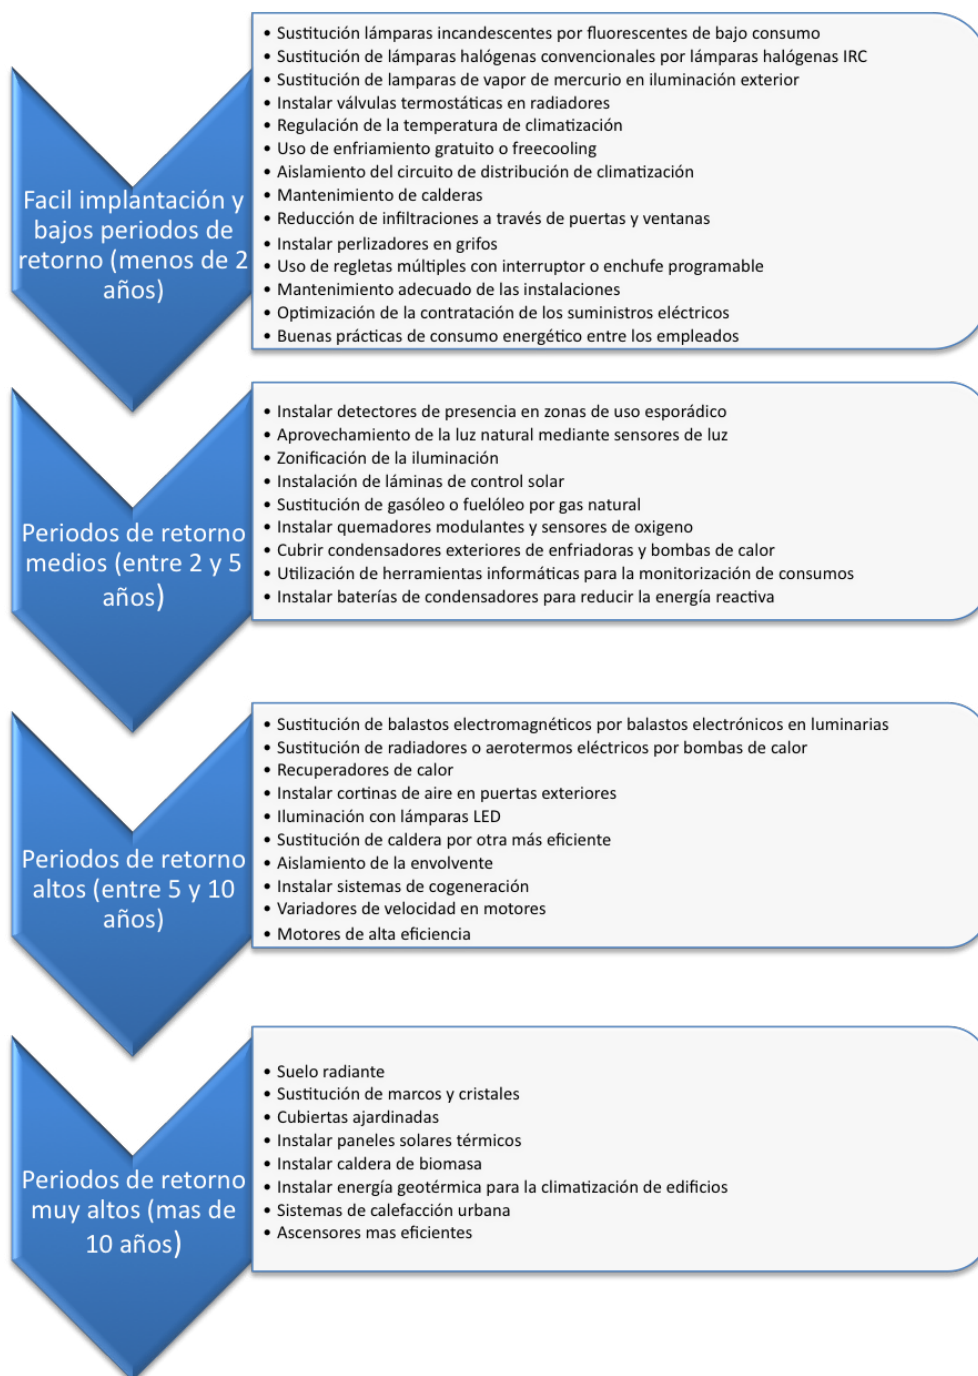 Facil implantación y
bajos periodos de
retorno (menos de 2
años)
• Sustitución lámparas incandescentes por fluorescentes de bajo consumo
• Sustitución de lámparas halógenas convencionales por lámparas halógenas IRC
• Sustitución de lamparas de vapor de mercurio en iluminación exterior
• Instalar válvulas termostáticas en radiadores
• Regulación de la temperatura de climatización
• Uso de enfriamiento gratuito o freecooling
• Aislamiento del circuito de distribución de climatización
• Mantenimiento de calderas
• Reducción de infiltraciones a través de puertas y ventanas
• Instalar perlizadores en grifos
• Uso de regletas múltiples con interruptor o enchufe programable
• Mantenimiento adecuado de las instalaciones
• Optimización de la contratación de los suministros eléctricos
• Buenas prácticas de consumo energético entre los empleados
Periodos de retorno
medios (entre 2 y 5
años)
• Instalar detectores de presencia en zonas de uso esporádico
• Aprovechamiento de la luz natural mediante sensores de luz
• Zonificación de la iluminación
• Instalación de láminas de control solar
• Sustitución de gasóleo o fuelóleo por gas natural
• Instalar quemadores modulantes y sensores de oxigeno
• Cubrir condensadores exteriores de enfriadoras y bombas de calor
• Utilización de herramientas informáticas para la monitorización de consumos
• Instalar baterías de condensadores para reducir la energía reactiva
Periodos de retorno
altos (entre 5 y 10
años)
• Sustitución de balastos electromagnéticos por balastos electrónicos en luminarias
• Sustitución de radiadores o aerotermos eléctricos por bombas de calor
• Recuperadores de calor
• Instalar cortinas de aire en puertas exteriores
• Iluminación con lámparas LED
• Sustitución de caldera por otra más eficiente
• Aislamiento de la envolvente
• Instalar sistemas de cogeneración
• Variadores de velocidad en motores
• Motores de alta eficiencia
Periodos de retorno
muy altos (mas de
10 años)
• Suelo radiante
• Sustitución de marcos y cristales
• Cubiertas ajardinadas
• Instalar paneles solares térmicos
• Instalar caldera de biomasa
• Instalar energía geotérmica para la climatización de edificios
• Sistemas de calefacción urbana
• Ascensores mas eficientes